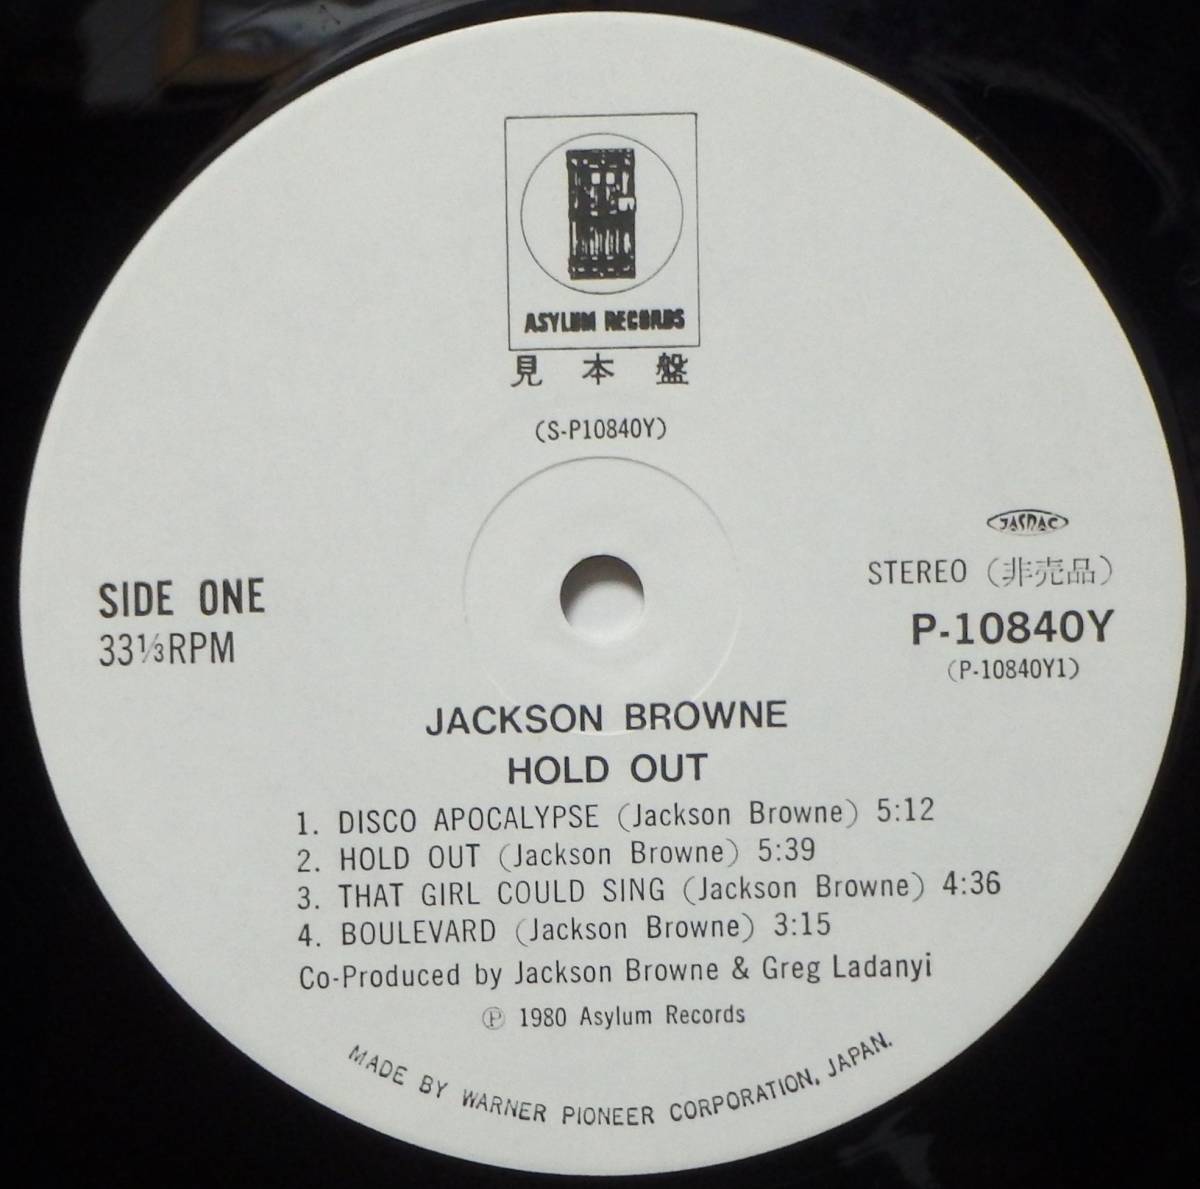 ASYLUM RECORDS
見本盤
(S-P10840Y)
JASRAC
SIDE ONE
33⅓RPM
STEREO (非売品)
P-10840Y
(P-10840Y1)
JACKSON BROWNE
HOLD OUT
1. DISCO APOCALYPSE (Jackson Browne) 5:12
2. HOLD OUT (Jackson Browne) 5:39
3. THAT GIRL COULD SING (Jackson Browne) 4:36
4. BOULEVARD (Jackson Browne) 3:15
Co-Produced by Jackson Browne & Greg Ladanyi
Ⓟ 1980 Asylum Records
MADE BY WARNER PIONEER CORPORATION, JAPAN.